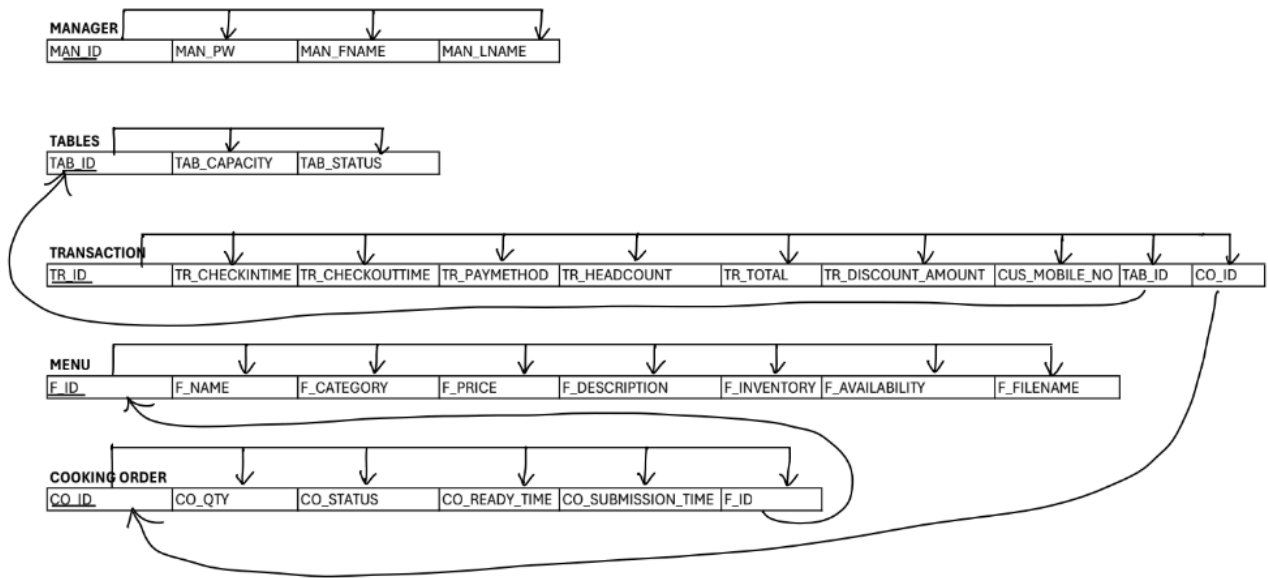 MANAGER
MAN_ID MAN_PW MAN_FNAME MAN_LNAME
TABLES
TAB_ID TAB_CAPACITY TAB_STATUS
TRANSACTION
TR_ID TR_CHECKINTIME TR_CHECKOUTTIME TR_PAYMETHOD TR_HEADCOUNT TR_TOTAL TR_DISCOUNT_AMOUNT CUS_MOBILE_NO TAB_ID CO_ID
MENU
F_ID F_NAME F_CATEGORY F_PRICE F_DESCRIPTION F_INVENTORY F_AVAILABILITY F_FILENAME
COOKING ORDER
CO_ID CO_QTY CO_STATUS CO_READY_TIME CO_SUBMISSION_TIME F_ID